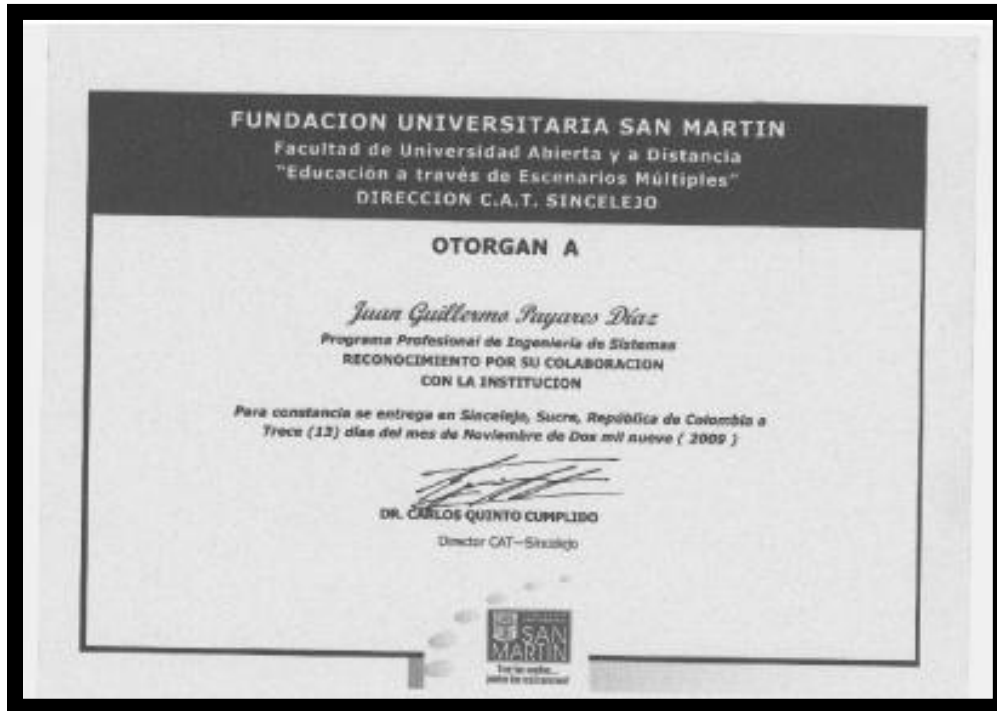 FUNDACION UNIVERSITARIA SAN MARTIN
Facultad de Universidad Abierta y a Distancia
"Educación a través de Escenarios Múltiples"
DIRECCION C.A.T. SINCELEJO
OTORGAN A
Juan Guillermo Payares Díaz
Programa Profesional de Ingeniería de Sistemas
RECONOCIMIENTO POR SU COLABORACION
CON LA INSTITUCION
Para constancia se entrega en Sincelejo, Sucre, República de Colombia a
Trece (13) días del mes de Noviembre de Dos mil nueve ( 2009 )
DR. CARLOS QUINTO CUMPLIDO
Director CAT-Sincelejo
SAN
MARTIN